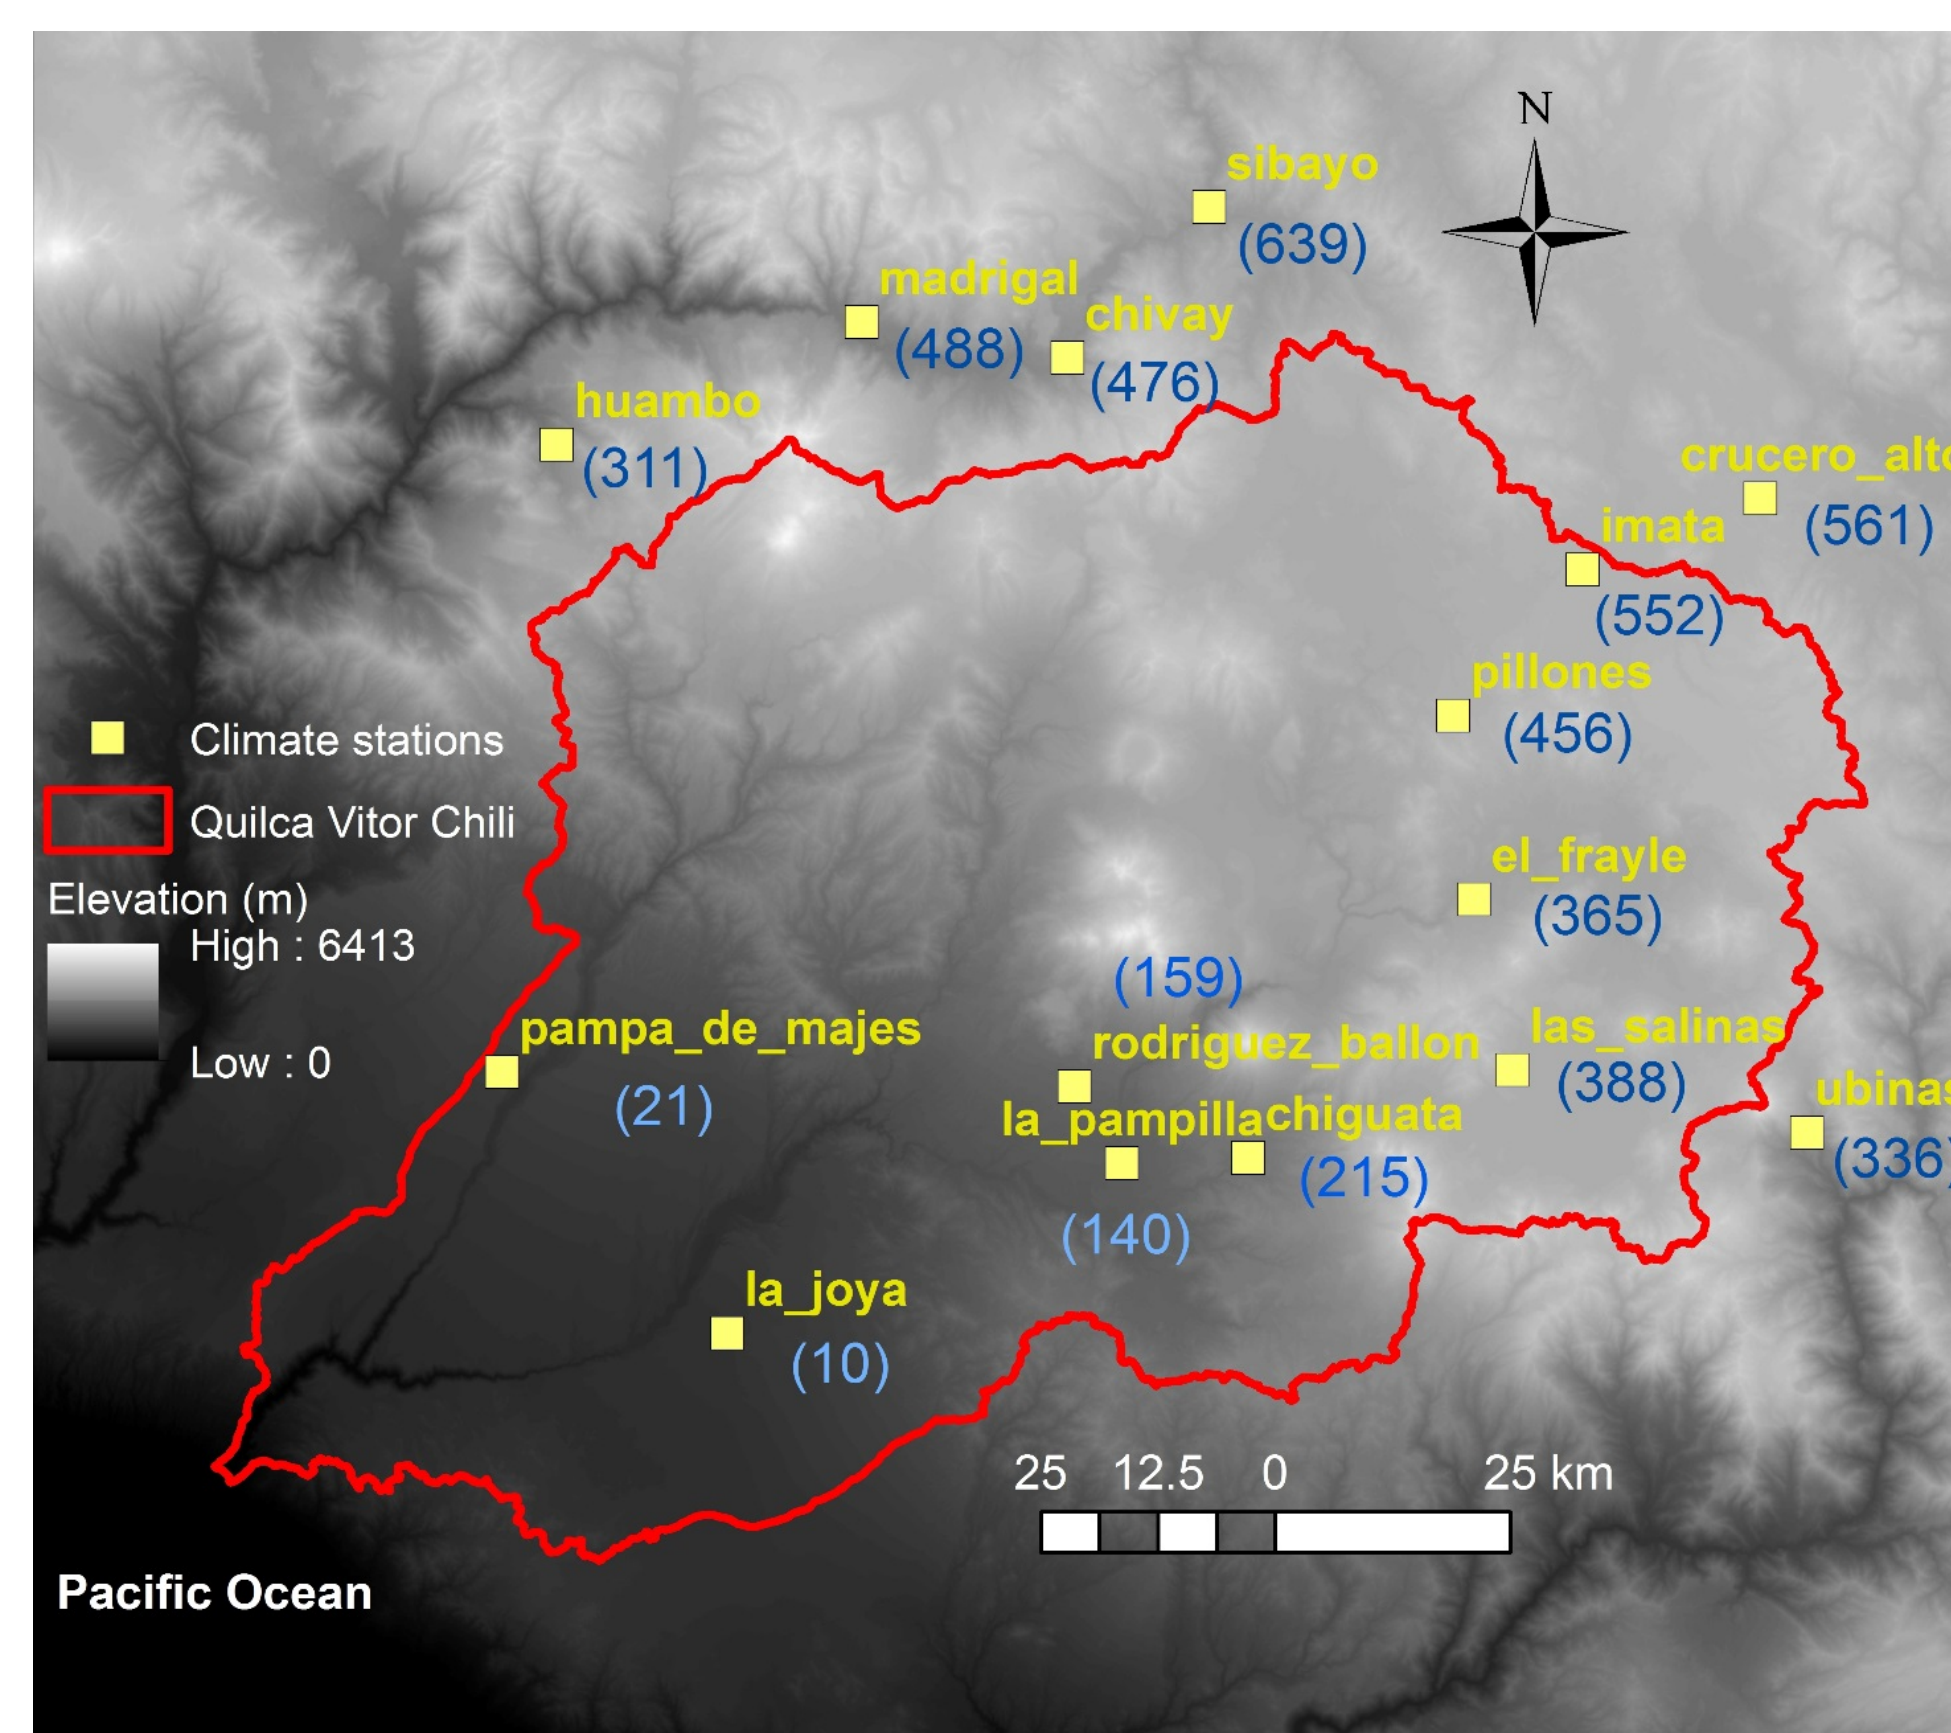 N
sibayo
(639)
madrigal
(488)
chivay
(476)
huambo
(311)
crucero_alto
(561)
imata
(552)
pillones
(456)
Climate stations
Quilca Vitor Chili
Elevation (m)
High : 6413
Low : 0
el_frayle
(365)
(159)
rodriguez_ballon
las_salinas
(388)
pampa_de_majes
(21)
ubinas
(336)
la_pampilla
(140)
chiguata
(215)
la_joya
(10)
25 12.5 0 25 km
Pacific Ocean